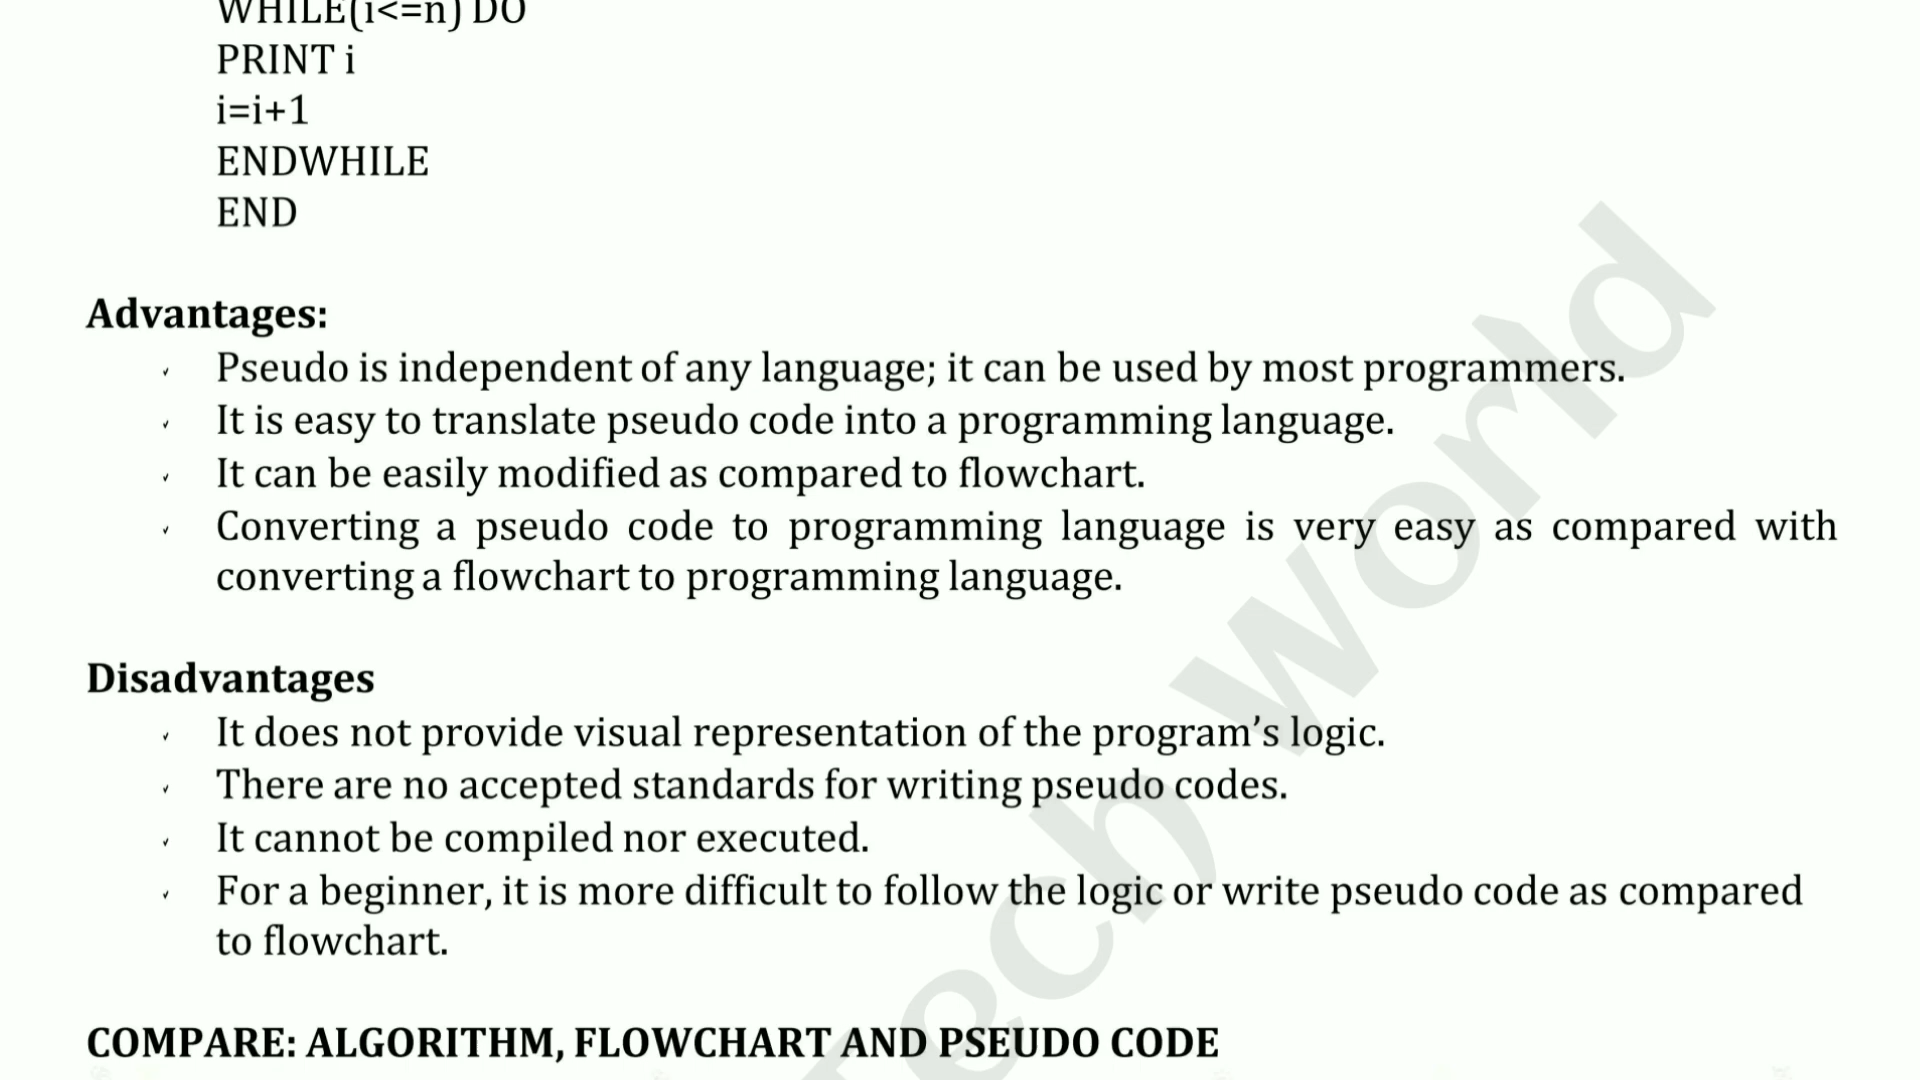 WHILE(i<=n) DO
PRINT i
i=i+1
ENDWHILE
END
Advantages:
✓ Pseudo is independent of any language; it can be used by most programmers.
✓ It is easy to translate pseudo code into a programming language.
✓ It can be easily modified as compared to flowchart.
✓ Converting a pseudo code to programming language is very easy as compared with
converting a flowchart to programming language.
Disadvantages
✓ It does not provide visual representation of the program’s logic.
✓ There are no accepted standards for writing pseudo codes.
✓ It cannot be compiled nor executed.
✓ For a beginner, it is more difficult to follow the logic or write pseudo code as compared
to flowchart.
COMPARE: ALGORITHM, FLOWCHART AND PSEUDO CODE
Tech world